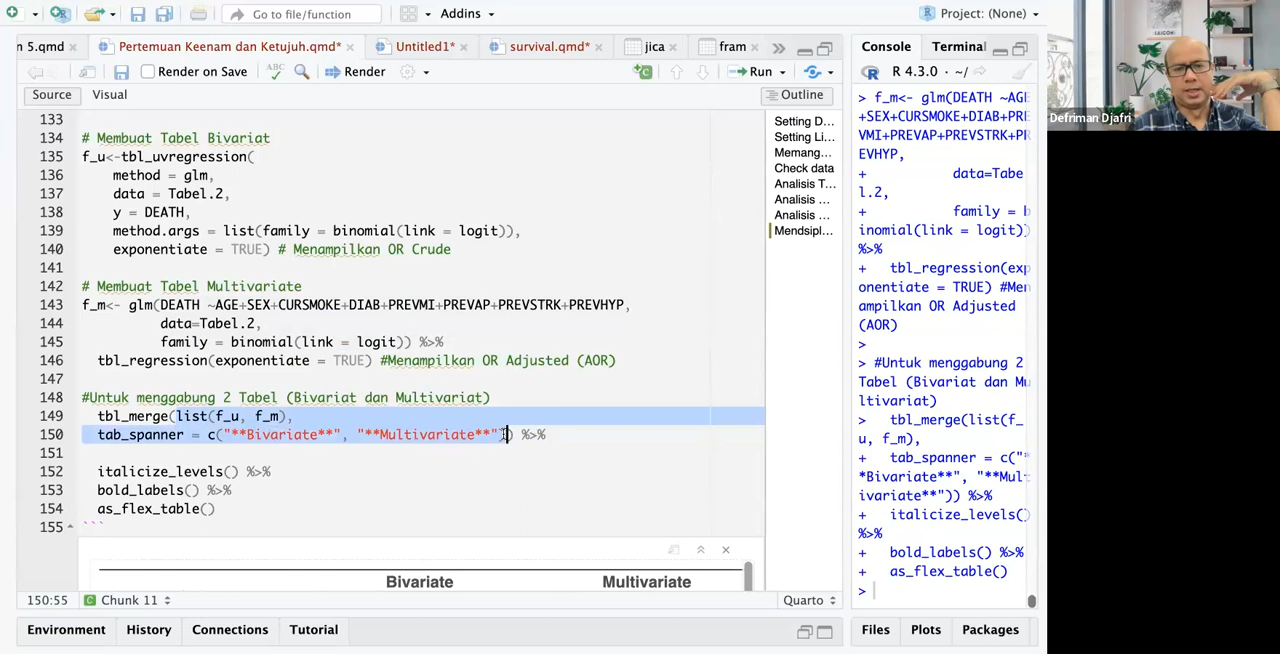 Go to file/function
Addins
Project: (None)
n 5.qmd
Pertemuan Keenam dan Ketujuh.qmd*
Untitled1*
survival.qmd*
jica
fram
Render on Save
ABC
Render
Run
Source
Visual
Outline
133
134 # Membuat Tabel Bivariat
135 f_u<-tbl_uvregression(
136 method = glm,
137 data = Tabel.2,
138 y = DEATH,
139 method.args = list(family = binomial(link = logit)),
140 exponentiate = TRUE) # Menampilkan OR Crude
141
142 # Membuat Tabel Multivariate
143 f_m<- glm(DEATH ~AGE+SEX+CURSMOKE+DIAB+PREVMI+PREVAP+PREVSTRK+PREVHYP,
144 data=Tabel.2,
145 family = binomial(link = logit)) %>%
146 tbl_regression(exponentiate = TRUE) #Menampilkan OR Adjusted (AOR)
147
148 #Untuk menggabung 2 Tabel (Bivariat dan Multivariat)
149 tbl_merge(list(f_u, f_m),
150 tab_spanner = c("**Bivariate**", "**Multivariate**")) %>%
151
152 italicize_levels() %>%
153 bold_labels() %>%
154 as_flex_table()
155 ```
Bivariate Multivariate
150:55
Chunk 11
Quarto
Environment
History
Connections
Tutorial
Setting D...
Setting Li...
Memang...
Check data
Analisis T...
Analisis ...
Analisis ...
Mendsipl...
Console
Terminal
R 4.3.0 · ~/
> f_m<- glm(DEATH ~AGE
+SEX+CURSMOKE+DIAB+PRE
VMI+PREVAP+PREVSTRK+PR
EVHYP,
+ data=Tabe
l.2,
+ family = b
inomial(link = logit))
%>%
+ tbl_regression(exp
onentiate = TRUE) #Men
ampilkan OR Adjusted
(AOR)
>
> #Untuk menggabung 2
Tabel (Bivariat dan Mu
ltivariat)
> tbl_merge(list(f_
u, f_m),
+ tab_spanner = c("*
*Bivariate**", "**Mult
ivariate**")) %>%
+ italicize_levels()
%>%
+ bold_labels() %>%
+ as_flex_table()
>
Files
Plots
Packages
Defriman Djafri